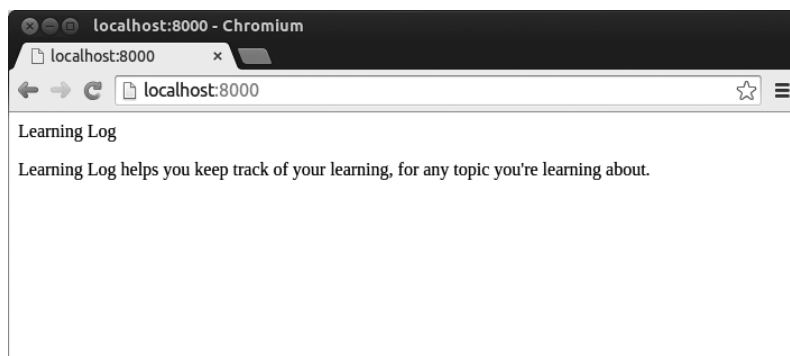 localhost:8000 - Chromium
localhost:8000
localhost:8000
Learning Log
Learning Log helps you keep track of your learning, for any topic you're learning about.